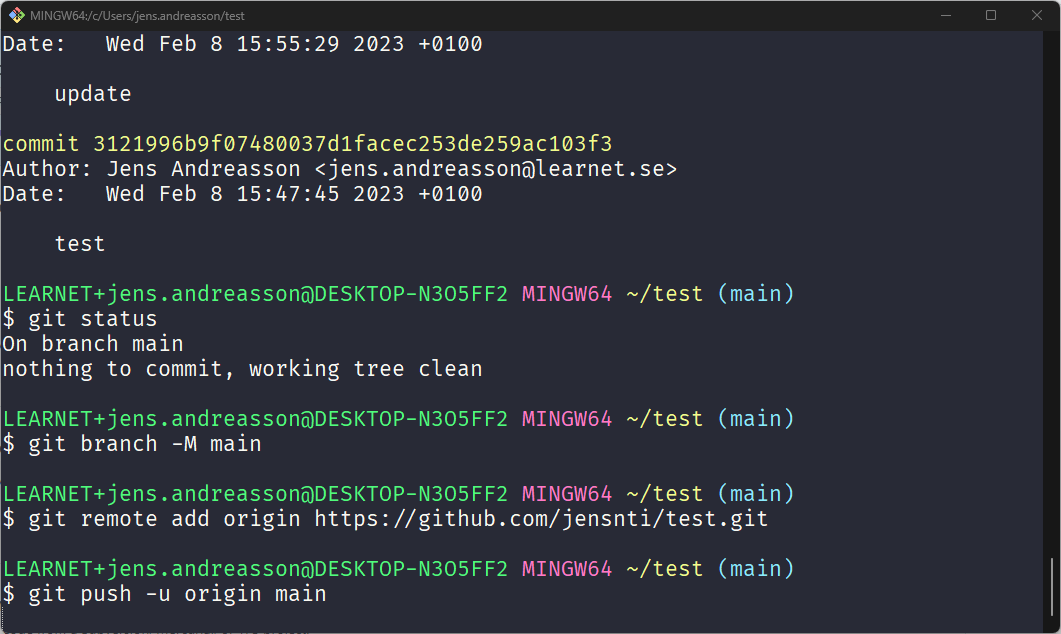 MINGW64:/c/Users/jens.andreasson/test
Date:   Wed Feb 8 15:55:29 2023 +0100
    update
commit 3121996b9f07480037d1facec253de259ac103f3
Author: Jens Andreasson <jens.andreasson@learnet.se>
Date:   Wed Feb 8 15:47:45 2023 +0100
    test
LEARNET+jens.andreasson@DESKTOP-N3O5FF2 MINGW64 ~/test (main)
$ git status
On branch main
nothing to commit, working tree clean
LEARNET+jens.andreasson@DESKTOP-N3O5FF2 MINGW64 ~/test (main)
$ git branch -M main
LEARNET+jens.andreasson@DESKTOP-N3O5FF2 MINGW64 ~/test (main)
$ git remote add origin https://github.com/jensnti/test.git
LEARNET+jens.andreasson@DESKTOP-N3O5FF2 MINGW64 ~/test (main)
$ git push -u origin main